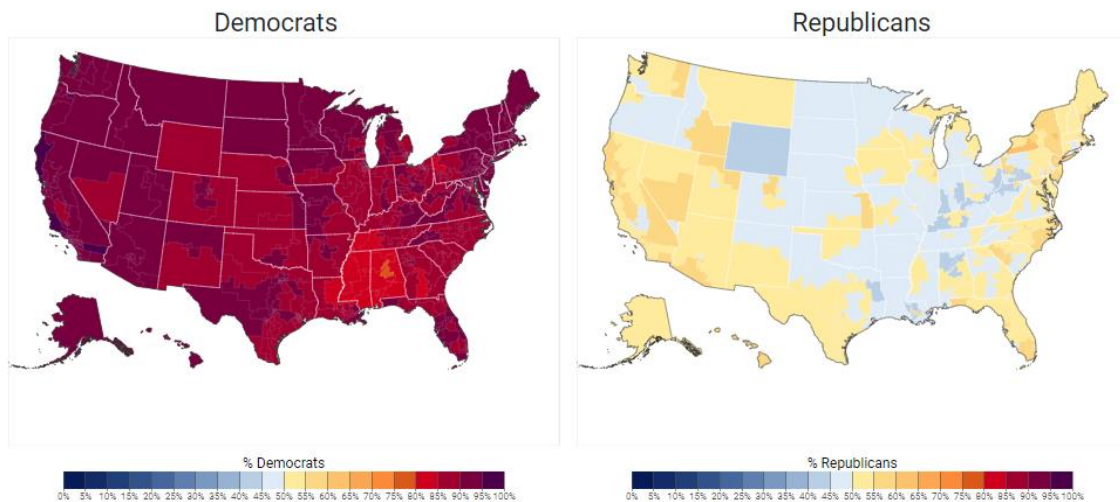 Democrats
Republicans
% Democrats
0% 5% 10% 15% 20% 25% 30% 35% 40% 45% 50% 55% 60% 65% 70% 75% 80% 85% 90% 95% 100%
% Republicans
0% 5% 10% 15% 20% 25% 30% 35% 40% 45% 50% 55% 60% 65% 70% 75% 80% 85% 90% 95% 100%